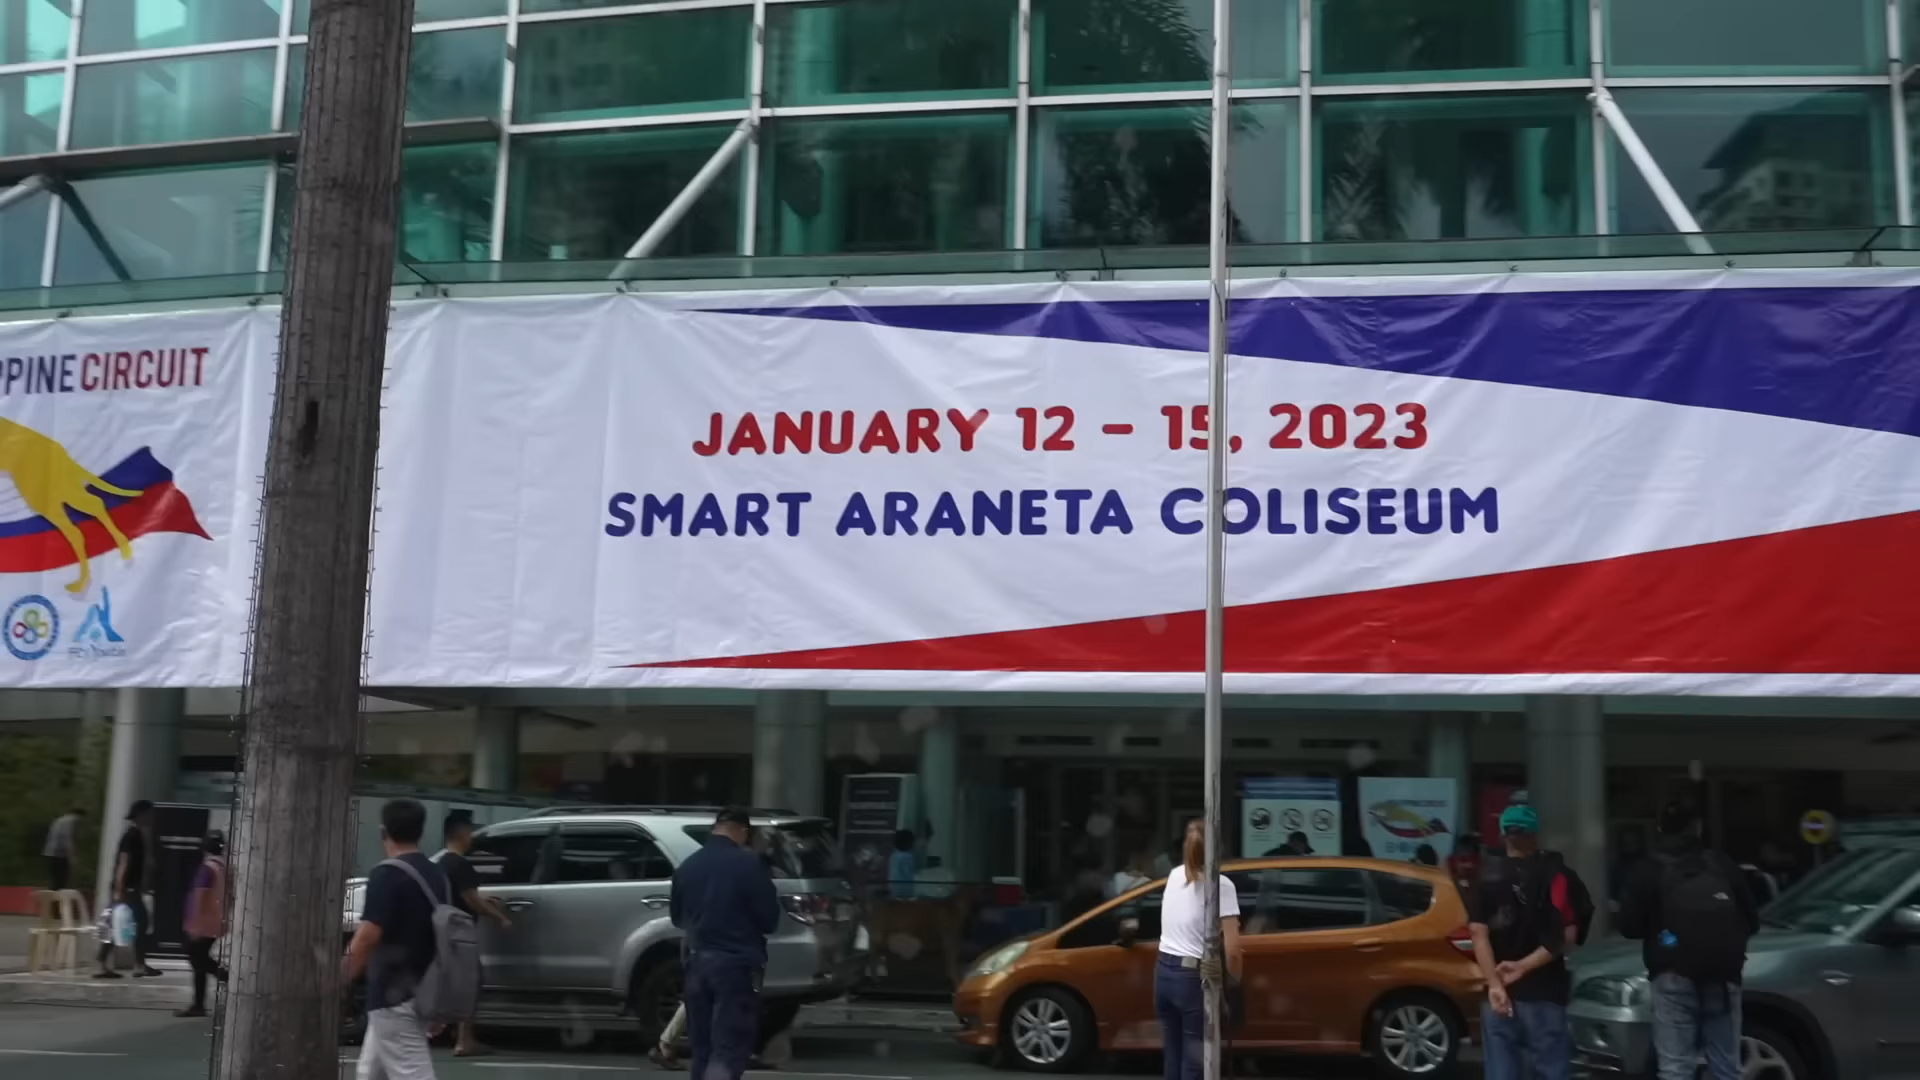 PPINE CIRCUIT
JANUARY 12 – 15, 2023
SMART ARANETA COLISEUM